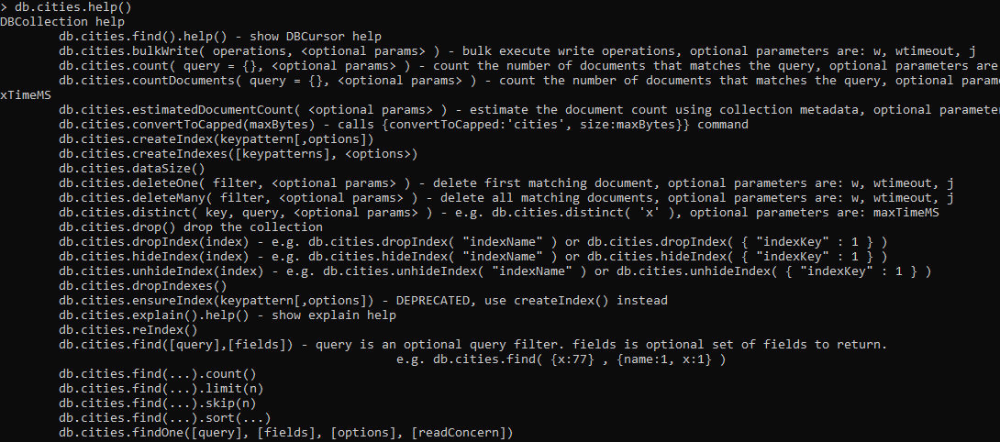 > db.cities.help()
DBCollection help
db.cities.find().help() - show DBCursor help
db.cities.bulkWrite( operations, <optional params> ) - bulk execute write operations, optional parameters are: w, wtimeout, j
db.cities.count( query = {}, <optional params> ) - count the number of documents that matches the query, optional parameters are
db.cities.countDocuments( query = {}, <optional params> ) - count the number of documents that matches the query, optional param
xTimeMS
db.cities.estimatedDocumentCount( <optional params> ) - estimate the document count using collection metadata, optional paramete
db.cities.convertToCapped(maxBytes) - calls {convertToCapped:'cities', size:maxBytes}} command
db.cities.createIndex(keypattern[,options])
db.cities.createIndexes([keypatterns], <options>)
db.cities.dataSize()
db.cities.deleteOne( filter, <optional params> ) - delete first matching document, optional parameters are: w, wtimeout, j
db.cities.deleteMany( filter, <optional params> ) - delete all matching documents, optional parameters are: w, wtimeout, j
db.cities.distinct( key, query, <optional params> ) - e.g. db.cities.distinct( 'x' ), optional parameters are: maxTimeMS
db.cities.drop() drop the collection
db.cities.dropIndex(index) - e.g. db.cities.dropIndex( "indexName" ) or db.cities.dropIndex( { "indexKey" : 1 } )
db.cities.hideIndex(index) - e.g. db.cities.hideIndex( "indexName" ) or db.cities.hideIndex( { "indexKey" : 1 } )
db.cities.unhideIndex(index) - e.g. db.cities.unhideIndex( "indexName" ) or db.cities.unhideIndex( { "indexKey" : 1 } )
db.cities.dropIndexes()
db.cities.ensureIndex(keypattern[,options]) - DEPRECATED, use createIndex() instead
db.cities.explain().help() - show explain help
db.cities.reIndex()
db.cities.find([query],[fields]) - query is an optional query filter. fields is optional set of fields to return.
e.g. db.cities.find( {x:77} , {name:1, x:1} )
db.cities.find(...).count()
db.cities.find(...).limit(n)
db.cities.find(...).skip(n)
db.cities.find(...).sort(...)
db.cities.findOne([query], [fields], [options], [readConcern])